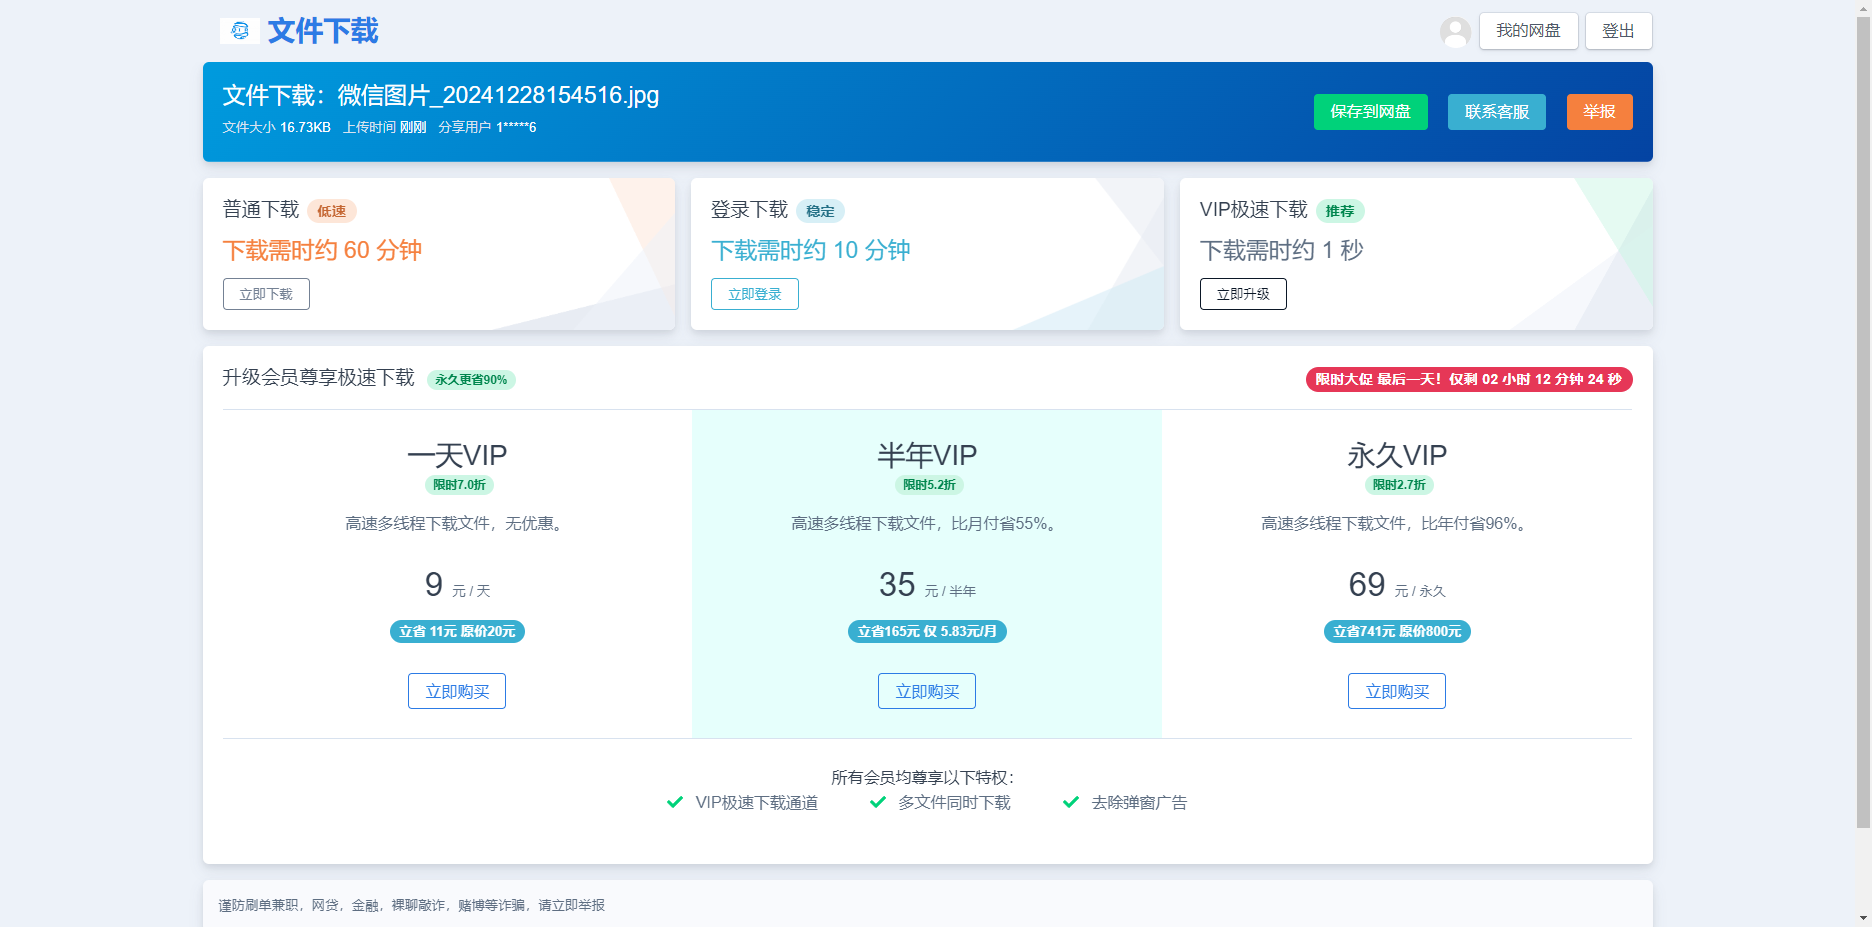 文件下载
我的网盘
登出
文件下载：微信图片_20241228154516.jpg
文件大小 16.73KB 上传时间 刚刚 分享用户 1*****6
保存到网盘
联系客服
举报
普通下载 低速
下载需时约 60 分钟
立即下载
登录下载 稳定
下载需时约 10 分钟
立即登录
VIP极速下载 推荐
下载需时约 1 秒
立即升级
升级会员尊享极速下载 永久更省90%
限时大促 最后一天！仅剩 02 小时 12 分钟 24 秒
一天VIP
限时7.0折
高速多线程下载文件，无优惠。
9 元 / 天
立省 11元 原价20元
立即购买
半年VIP
限时5.2折
高速多线程下载文件，比月付省55%。
35 元 / 半年
立省165元 仅 5.83元/月
立即购买
永久VIP
限时2.7折
高速多线程下载文件，比年付省96%。
69 元 / 永久
立省741元 原价800元
立即购买
所有会员均尊享以下特权：
VIP极速下载通道
多文件同时下载
去除弹窗广告
谨防刷单兼职，网贷，金融，裸聊敲诈，赌博等诈骗，请立即举报